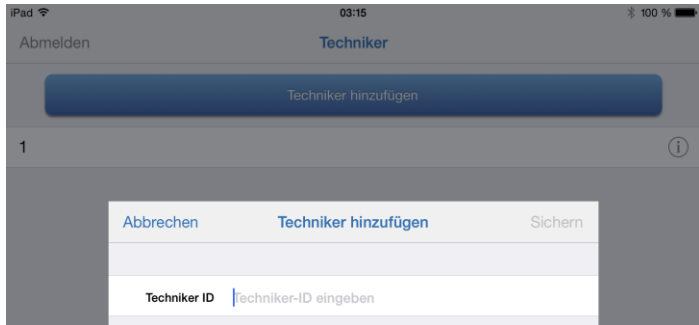 iPad 03:15 100 %
Abmelden Techniker
Techniker hinzufügen
1
Abbrechen Techniker hinzufügen Sichern
Techniker ID Techniker-ID eingeben